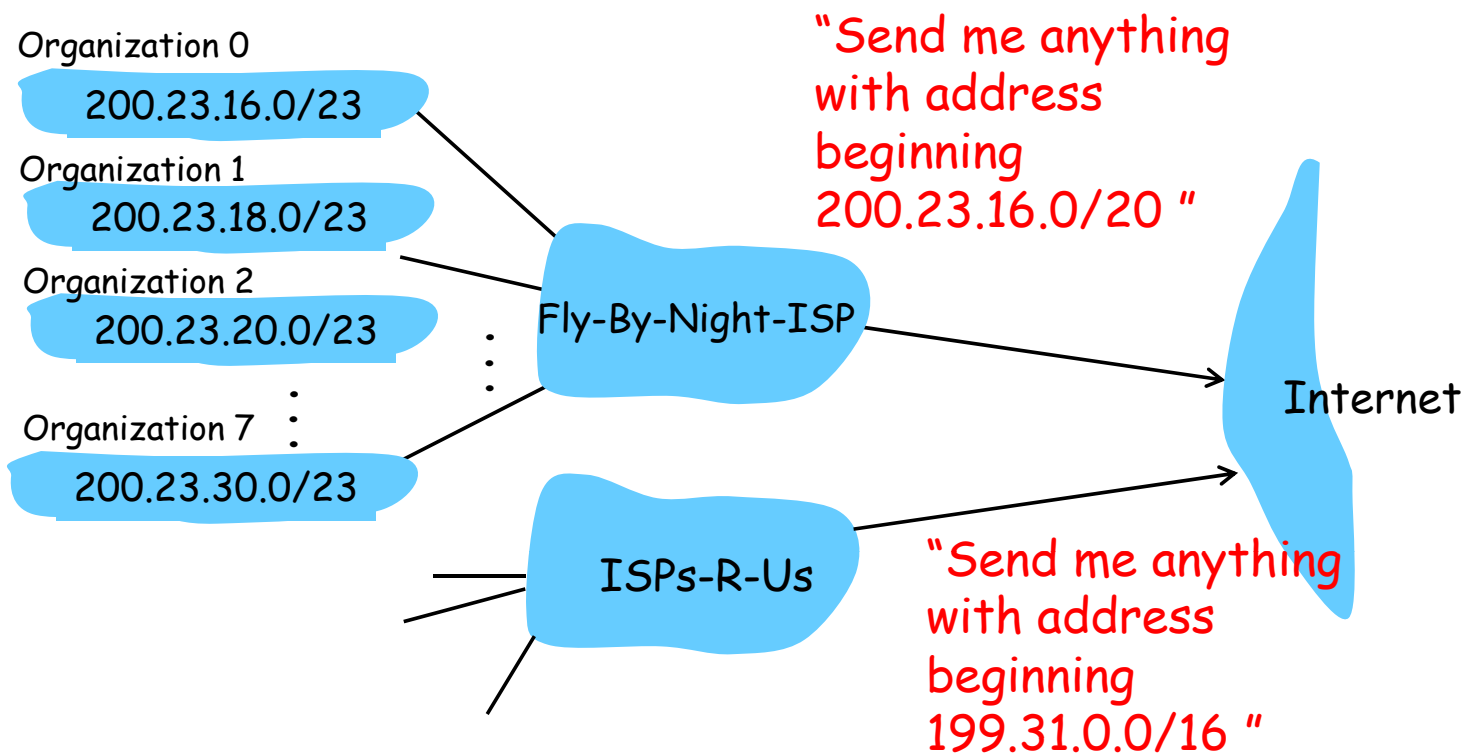 Organization 0
200.23.16.0/23
Organization 1
200.23.18.0/23
Organization 2
200.23.20.0/23
Organization 7
200.23.30.0/23
Fly-By-Night-ISP
ISPs-R-Us
“Send me anything
with address
beginning
200.23.16.0/20 ”
Internet
“Send me anything
with address
beginning
199.31.0.0/16 ”